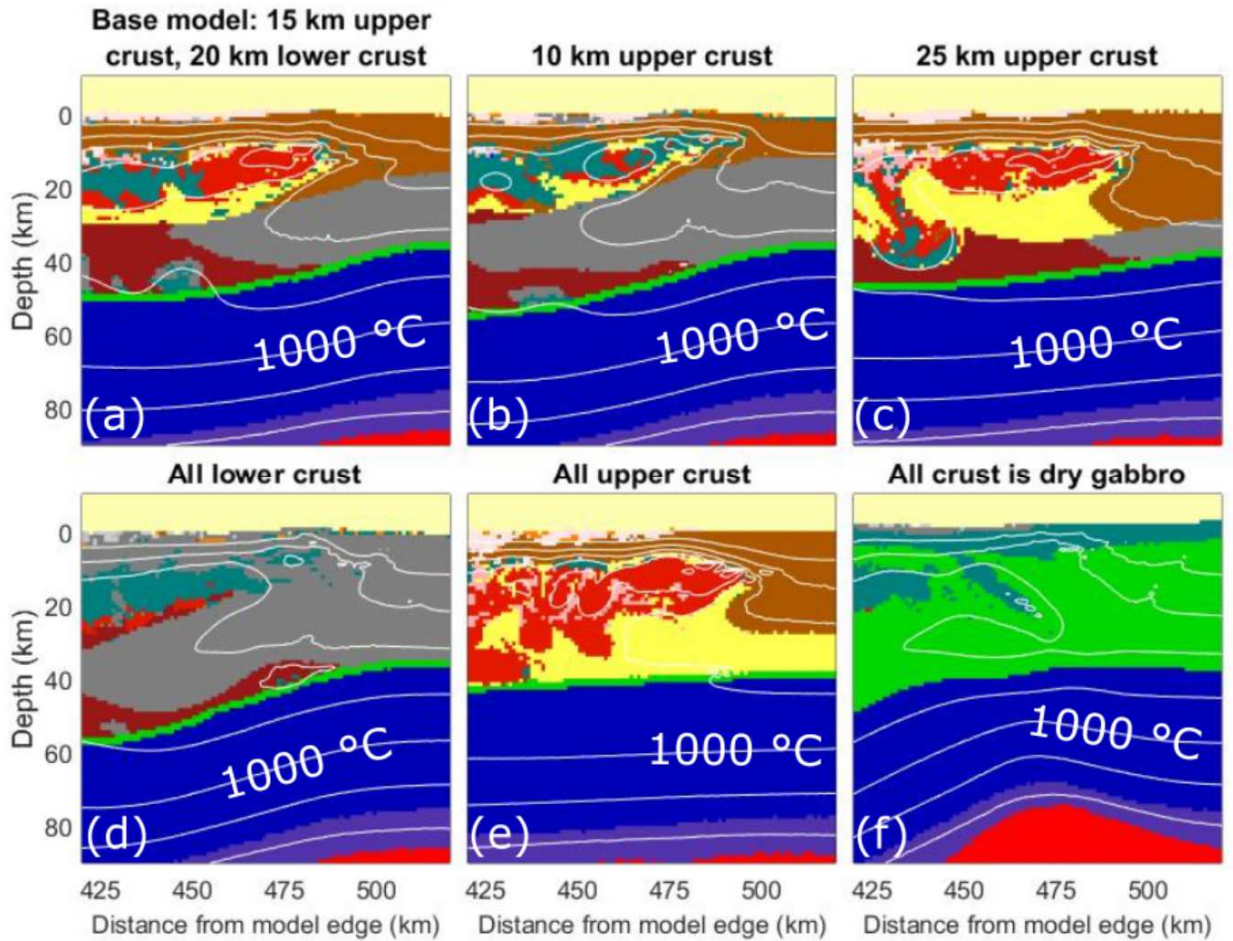 Base model: 15 km upper
crust, 20 km lower crust
10 km upper crust
25 km upper crust
0
20
40
60
80
Depth (km)
1000 °C
1000 °C
1000 °C
(a)
(b)
(c)
All lower crust
All upper crust
All crust is dry gabbro
0
20
40
60
80
Depth (km)
1000 °C
1000 °C
1000 °C
(d)
(e)
(f)
425
450
475
500
425
450
475
500
425
450
475
500
Distance from model edge (km)
Distance from model edge (km)
Distance from model edge (km)